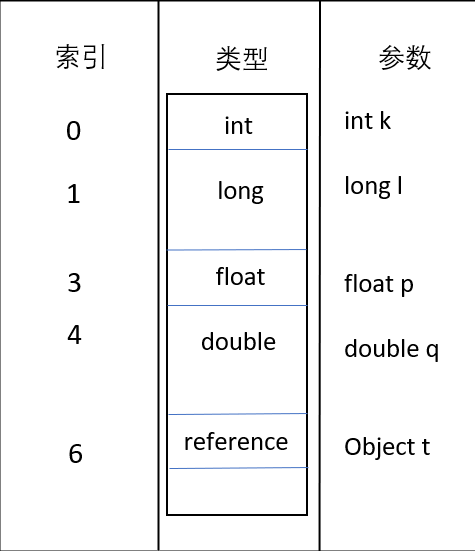 索引 类型 参数
0 int int k
1 long long l
3 float float p
4 double double q
6 reference Object t